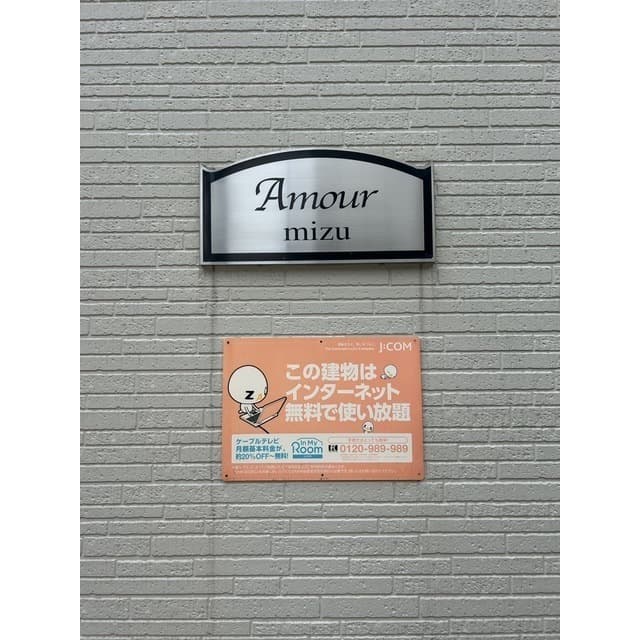 Amour
mizu
J:COM
この建物は
インターネット
無料で使い放題
Z
ケーブルテレビ
月額基本料金が、
約20%OFF〜無料!
In My
Room
0120-989-989